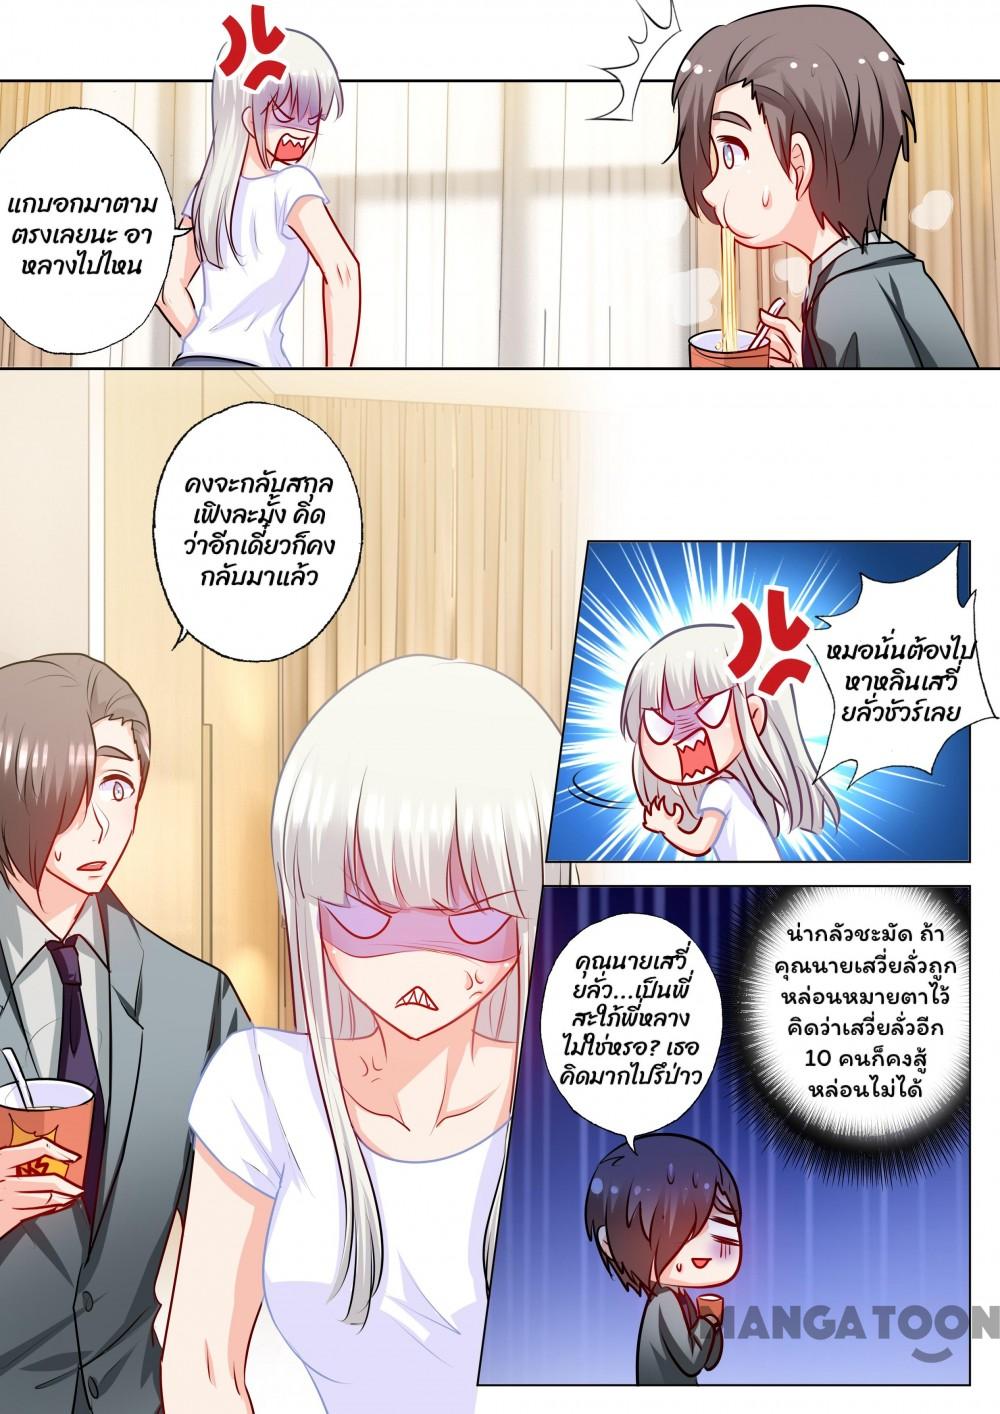 แกบอกมาตาม
ตรงเลยนะ อา
หลางไปไหน
คงจะกลับสกุล
เฟิงละมั้ง คิด
ว่าอีกเดี๋ยวก็คง
กลับมาแล้ว
หมอนั่นต้องไป
หาหลินเสวี่
ยลั่วชัวร์เลย
คุณนายเสวี่
ยลั่ว...เป็นพี่
สะใภ้พี่หลาง
ไม่ใช่หรอ? เธอ
คิดมากไปรึป่าว
น่ากลัวชะมัด ถ้า
คุณนายเสวี่ยลั่วถูก
หล่อนหมายตาไว้
คิดว่าเสวี่ยลั่วอีก
10 คนก็คงสู้
หล่อนไม่ได้
MANGATOON